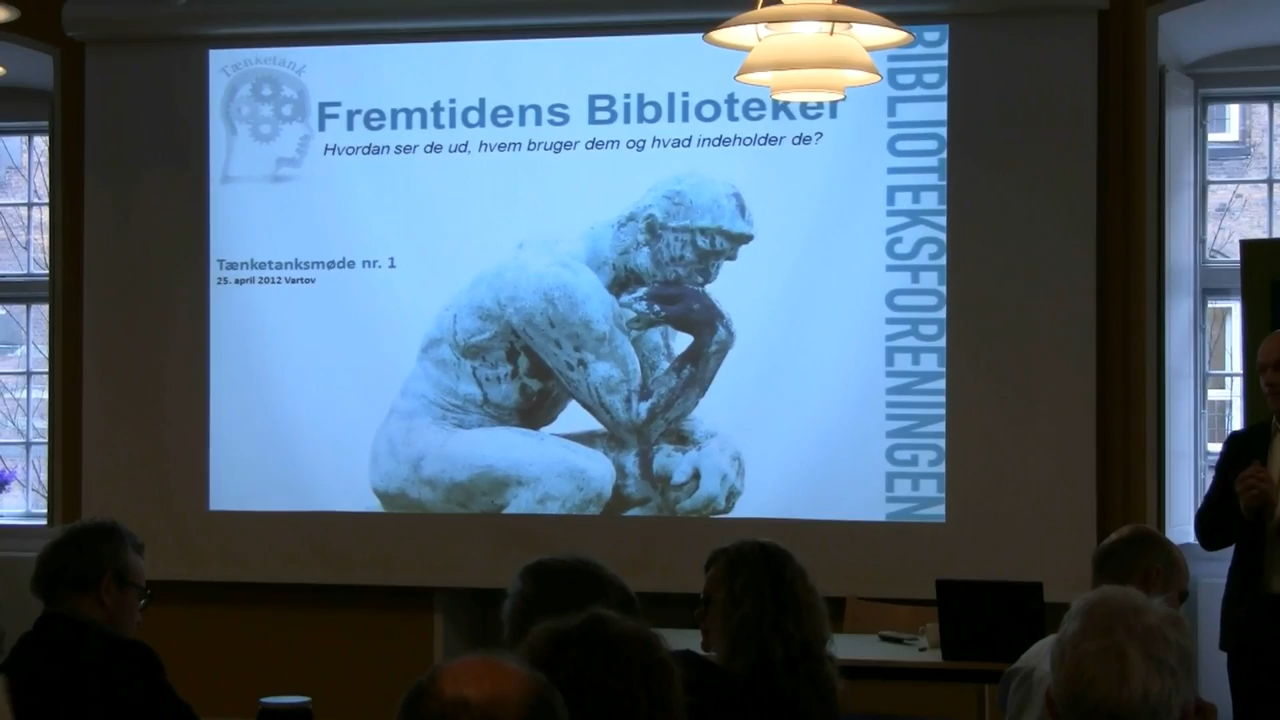 Tænketank
Fremtidens Biblioteker
Hvordan ser de ud, hvem bruger dem og hvad indeholder de?
Tænketanksmøde nr. 1
25. april 2012 Vartov
BIBLIOTEKSFORENINGEN